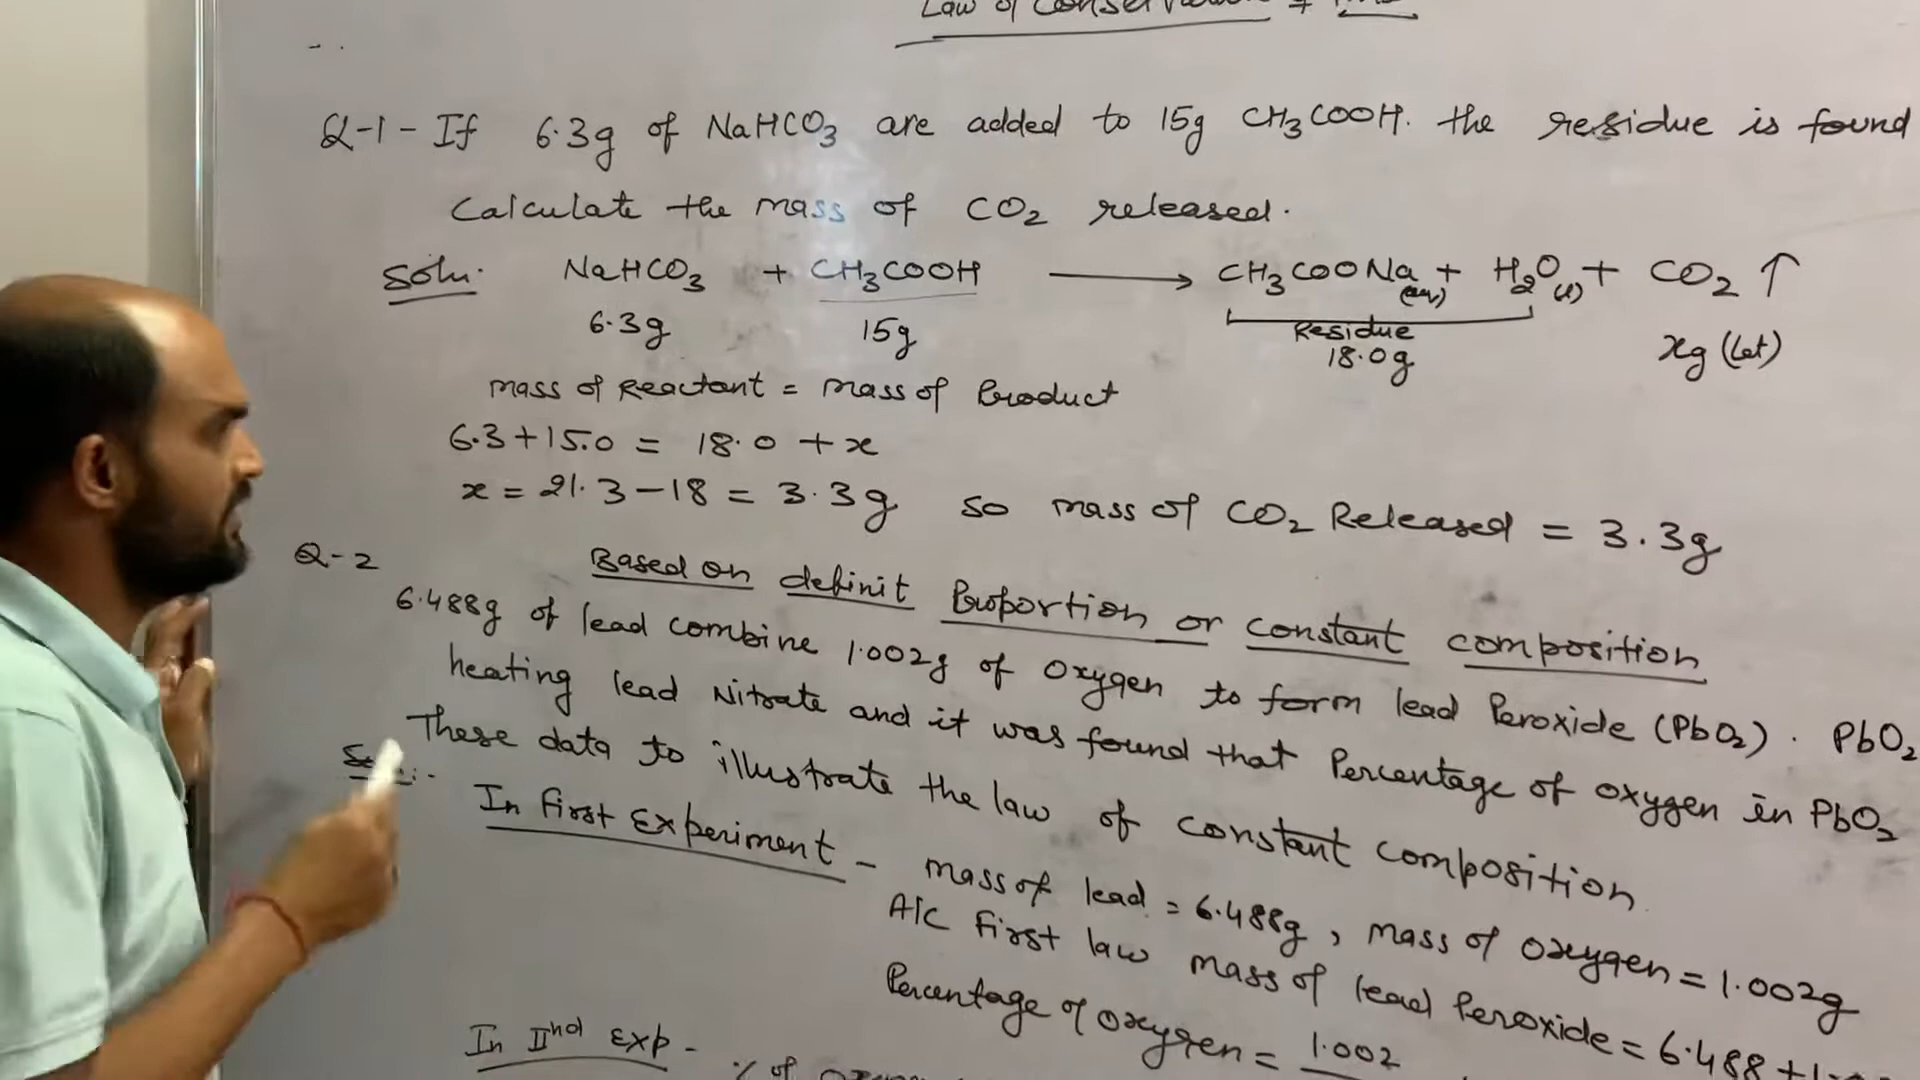 Law of Conservation of
Q-1- If 6.3g of NaHCO3 are added to 15g CH3COOH. the residue is found
Calculate the mass of CO2 released.
Soln: NaHCO3 + CH3COOH → CH3COONa(aq) + H2O(l) + CO2 ↑
6.3g 15g Residue 18.0g xg (let)
mass of Reactant = mass of Product
6.3+15.0 = 18.0 + x
x = 21.3-18 = 3.3g so mass of CO2 Released = 3.3g
Q-2 Based on definit Proportion or constant composition
6.488g of lead combine 1.002g of Oxygen to form lead Peroxide (PbO2). PbO2
heating lead Nitrate and it was found that Percentage of oxygen in PbO2
These data to illustrate the law of constant composition
In first Experiment - mass of lead = 6.488g, mass of oxygen = 1.002g
A/C First law mass of lead Peroxide = 6.488+1.
Percentage of oxygen = 1.002
In IInd Exp - % of